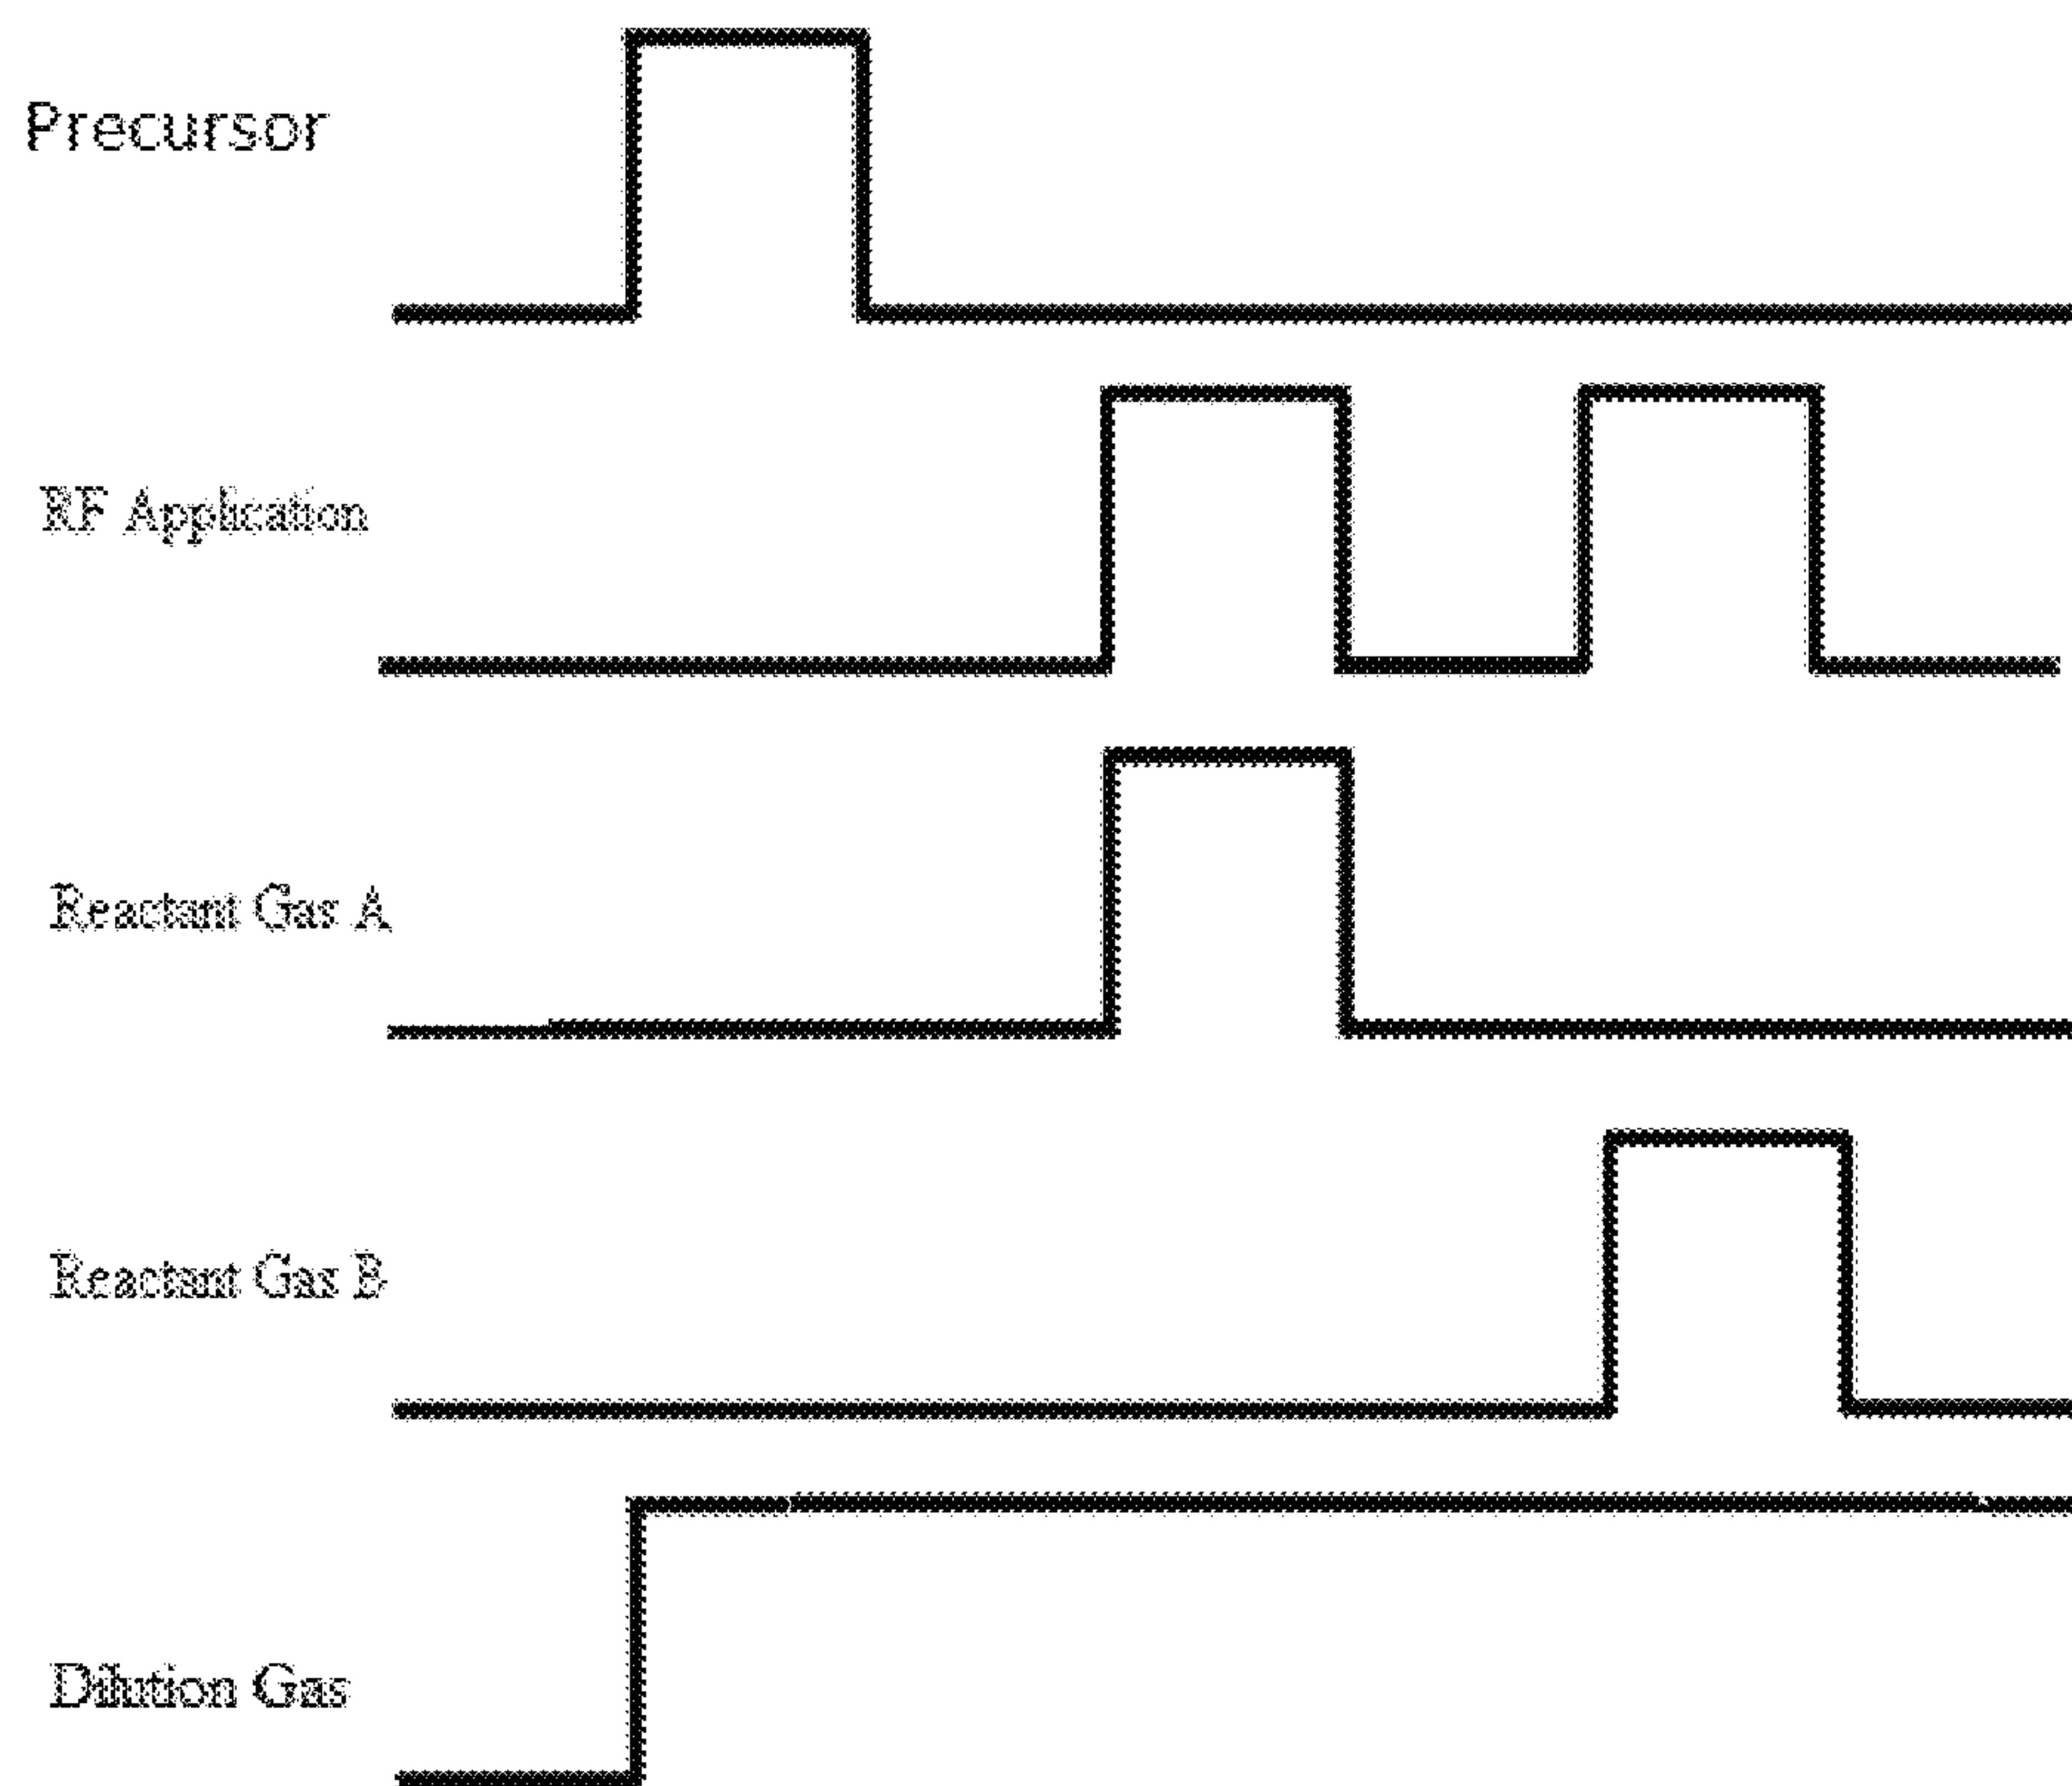 Precursor
RF Application
Reactant Gas A
Reactant Gas B
Dilution Gas